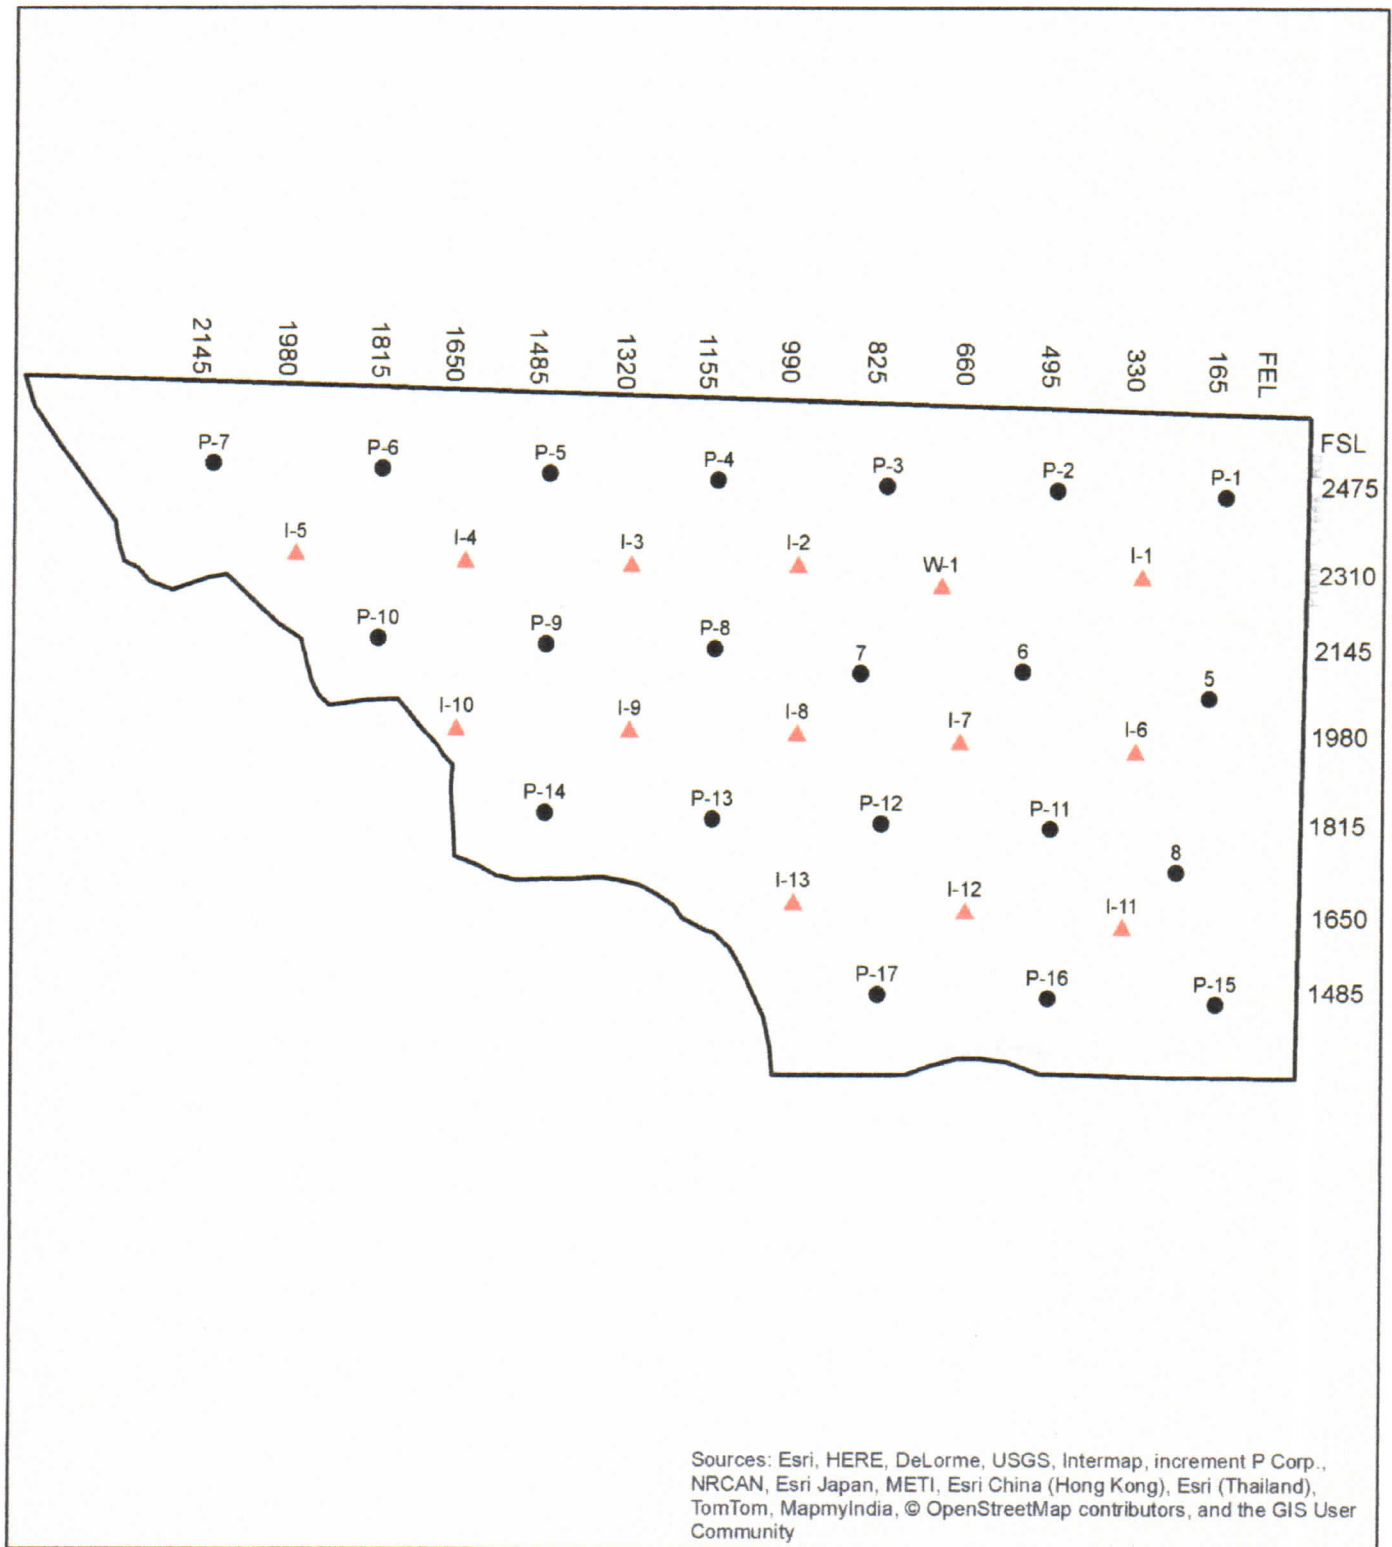 2145
1980
1815
1650
1485
1320
1155
990
825
660
495
330
165
FEL
FSL
P-7
P-6
P-5
P-4
P-3
P-2
P-1
2475
I-5
I-4
I-3
I-2
W-1
I-1
2310
P-10
P-9
P-8
7
6
5
2145
I-10
I-9
I-8
I-7
I-6
1980
P-14
P-13
P-12
P-11
1815
8
I-13
I-12
I-11
1650
P-17
P-16
P-15
1485
Sources: Esri, HERE, DeLorme, USGS, Intermap, increment P Corp.,
NRCAN, Esri Japan, METI, Esri China (Hong Kong), Esri (Thailand),
TomTom, MapmyIndia, © OpenStreetMap contributors, and the GIS User
Community